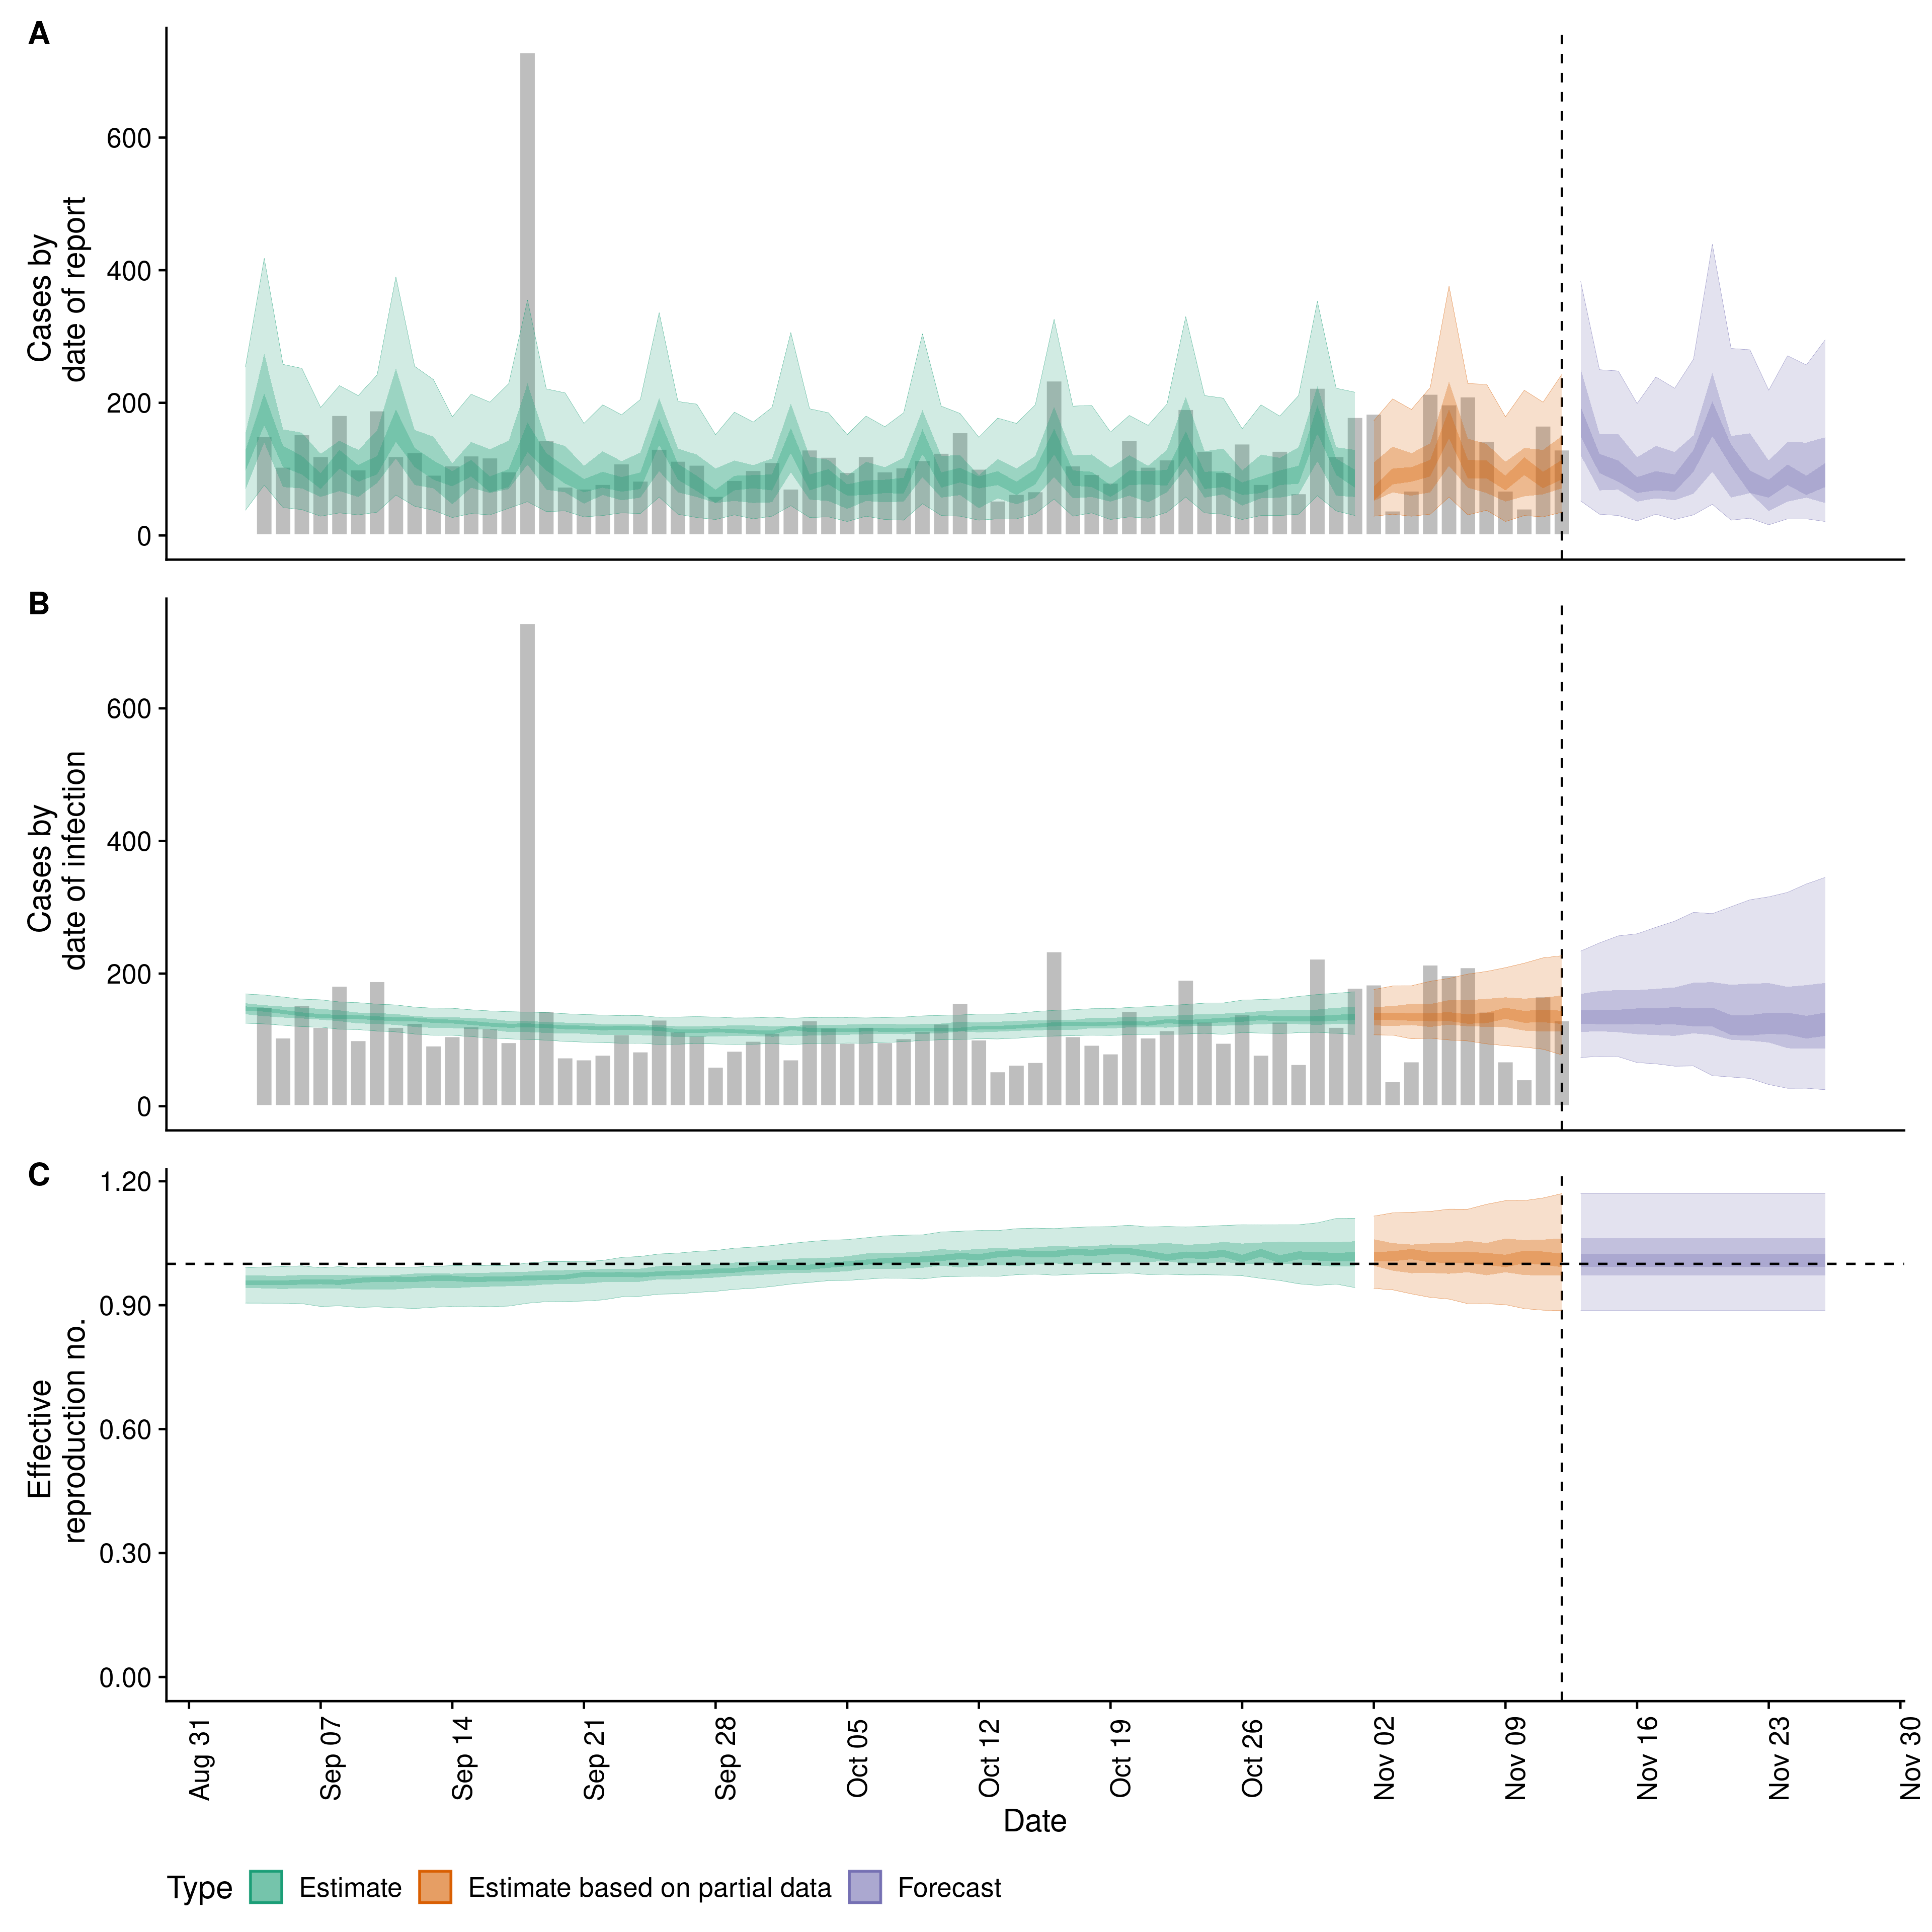 A
Cases by
date of report
600
400
200
0
B
Cases by
date of infection
600
400
200
0
C
Effective
reproduction no.
1.20
0.90
0.60
0.30
0.00
Aug 31
Sep 07
Sep 14
Sep 21
Sep 28
Oct 05
Oct 12
Oct 19
Oct 26
Nov 02
Nov 09
Nov 16
Nov 23
Nov 30
Date
Type Estimate Estimate based on partial data Forecast